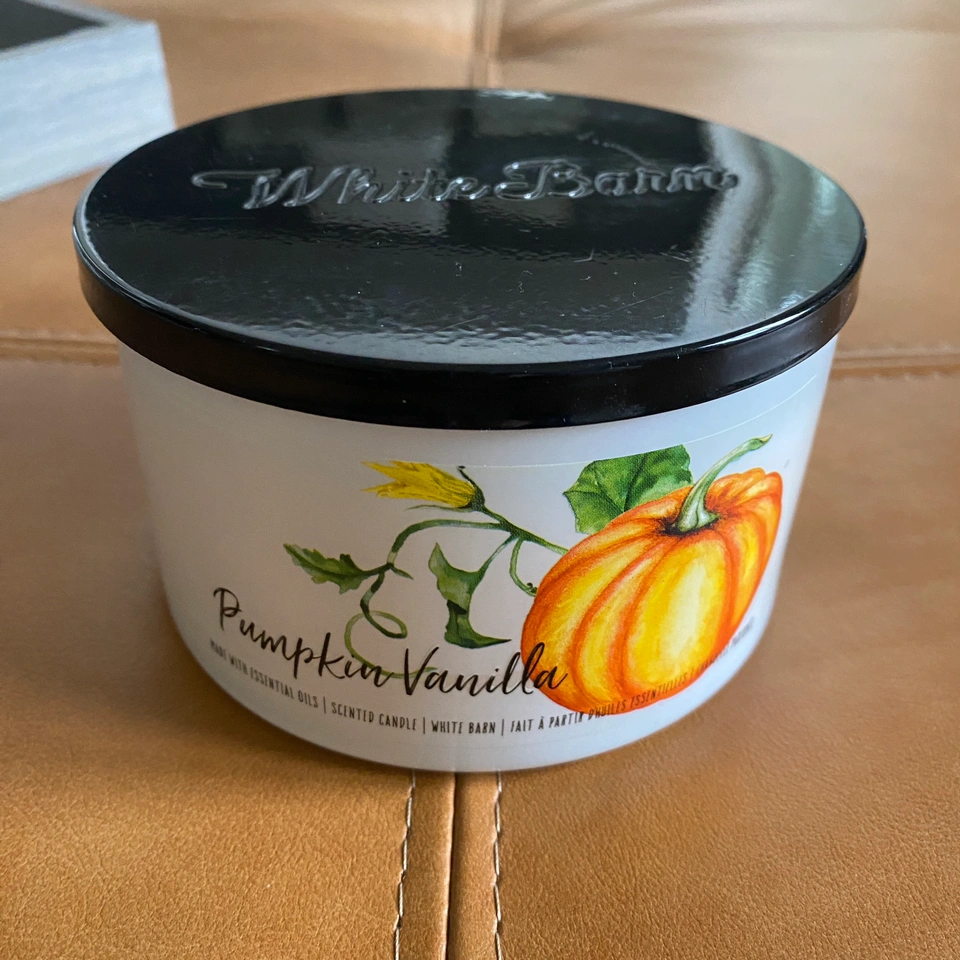 White Barn
Pumpkin Vanilla
MADE WITH ESSENTIAL OILS | SCENTED CANDLE | WHITE BARN | FAIT À PARTIR D'HUILES ESSENTIELLES